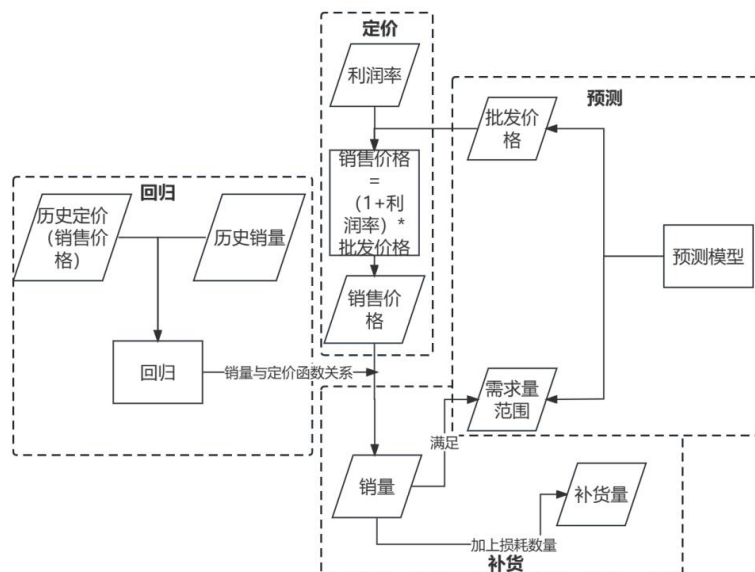 定价
利润率
预测
批发价
格
销售价格
=
（1+利
润率）*
批发价格
回归
历史定价
（销售价
格）
历史销量
预测模型
销售价
格
回归
销量与定价函数关系
需求量
范围
满足
销量
补货量
加上损耗数量
补货